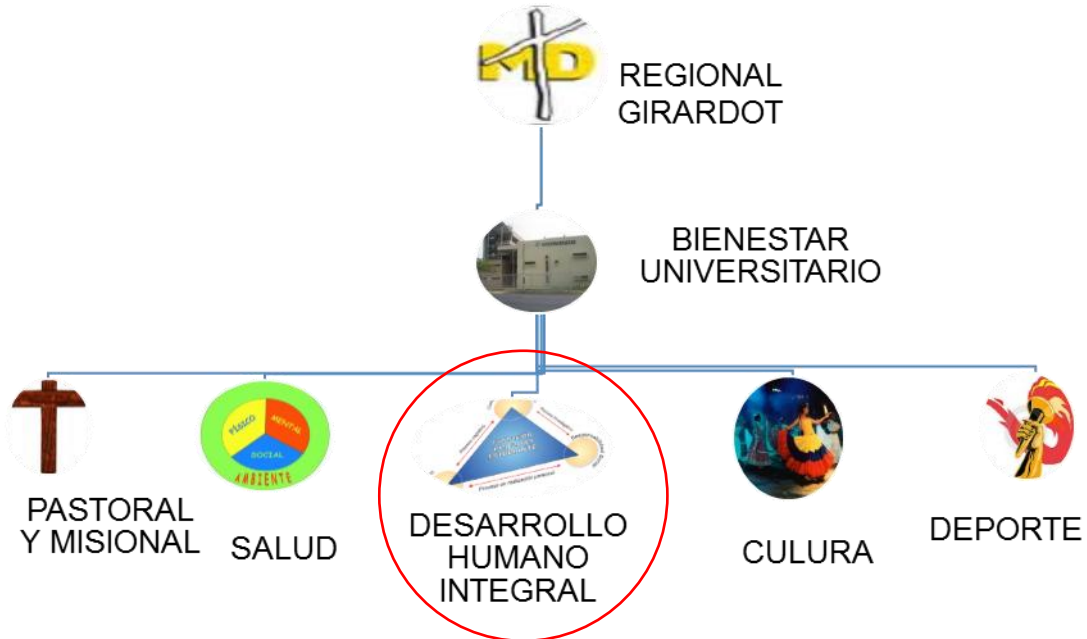 MD
REGIONAL
GIRARDOT
BIENESTAR
UNIVERSITARIO
FÍSICO
MENTAL
SOCIAL
AMBIENTE
PASTORAL
Y MISIONAL
SALUD
DESARROLLO
HUMANO
INTEGRAL
CULURA
DEPORTE